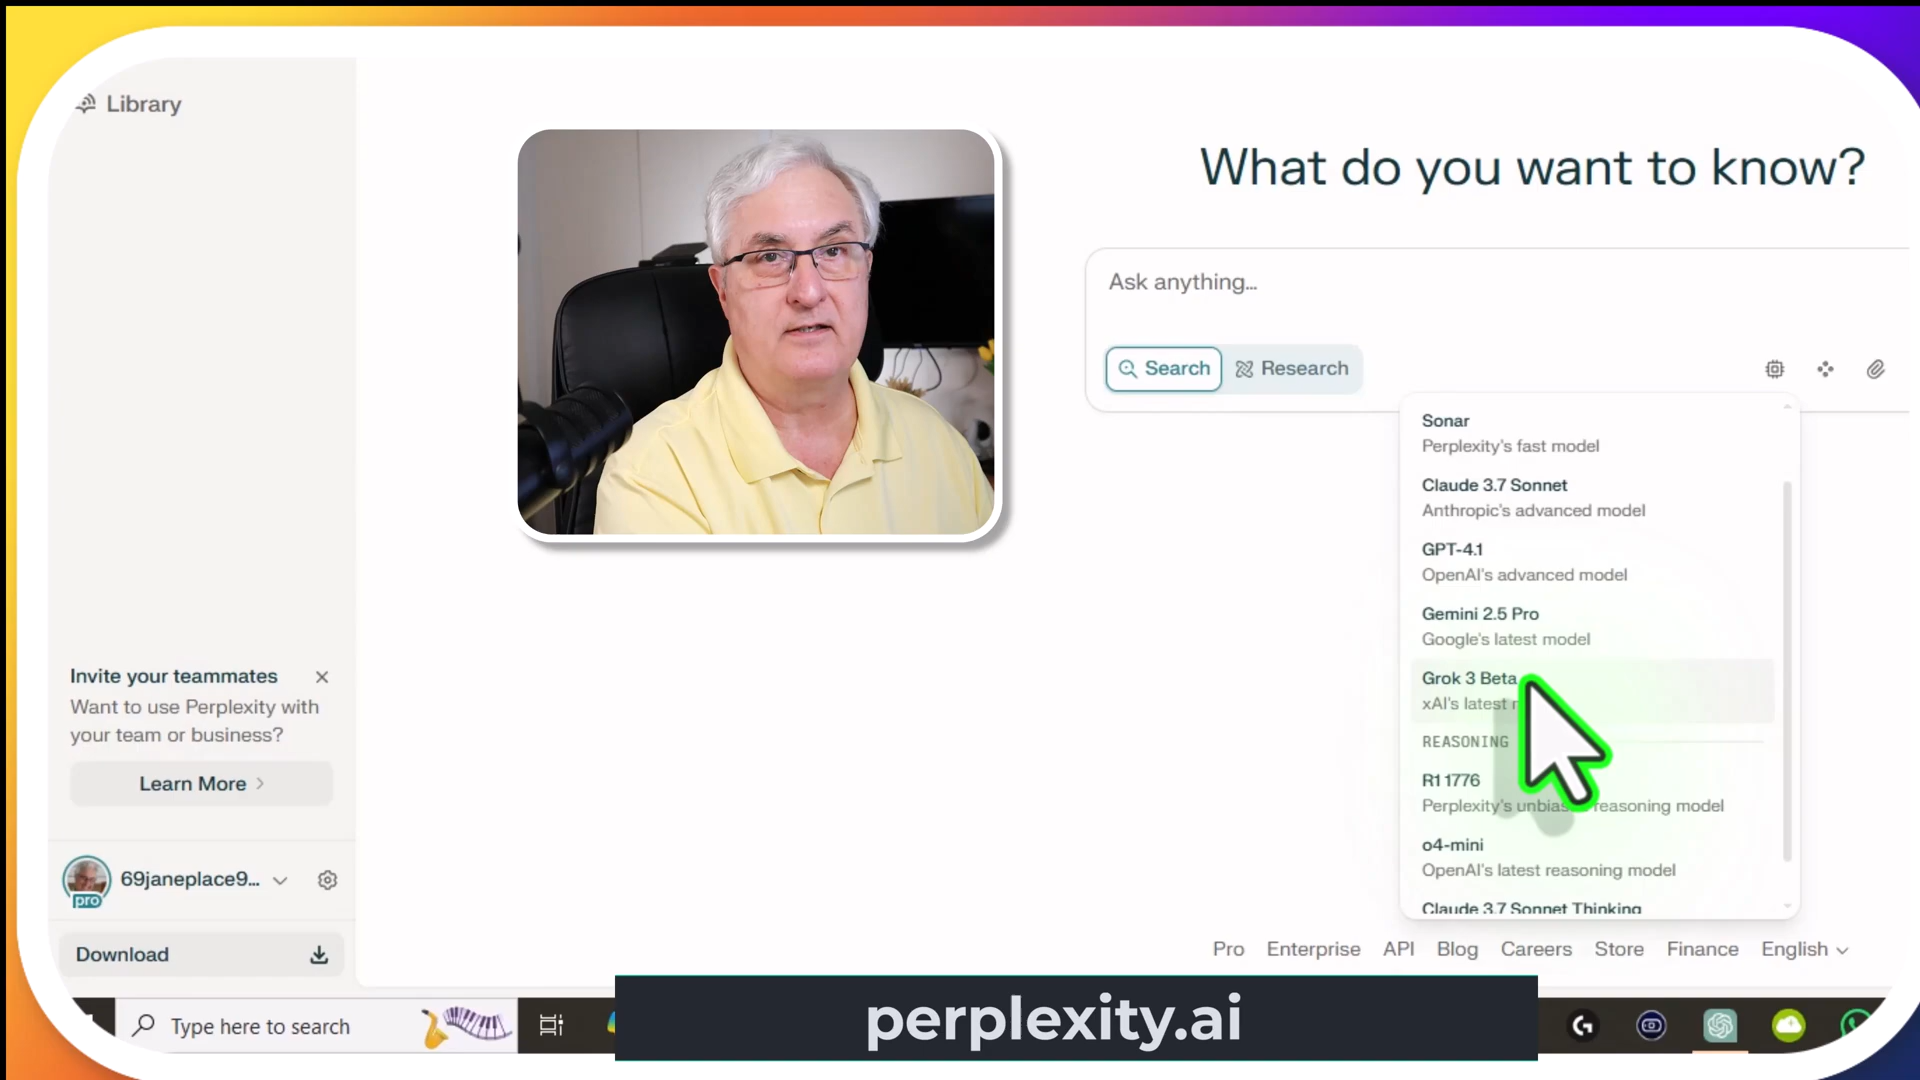 Library
What do you want to know?
Ask anything...
Search
Research
Sonar
Perplexity's fast model
Claude 3.7 Sonnet
Anthropic's advanced model
GPT-4.1
OpenAI's advanced model
Gemini 2.5 Pro
Google's latest model
Grok 3 Beta
xAI's latest
REASONING
R1 1776
Perplexity's reasoning model
o4-mini
OpenAI's latest reasoning model
Claude 3.7 Sonnet Thinking
Invite your teammates
Want to use Perplexity with
your team or business?
Learn More
69janeplace9...
pro
Download
Pro Enterprise API Blog Careers Store Finance English
Type here to search
perplexity.ai